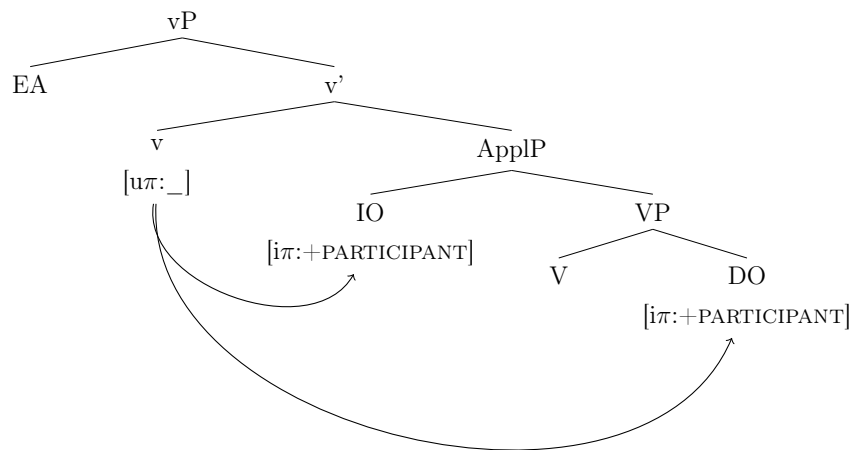 vP
EA v'
v ApplP
[uπ:_] IO VP
[iπ:+PARTICIPANT] V DO
[iπ:+PARTICIPANT]